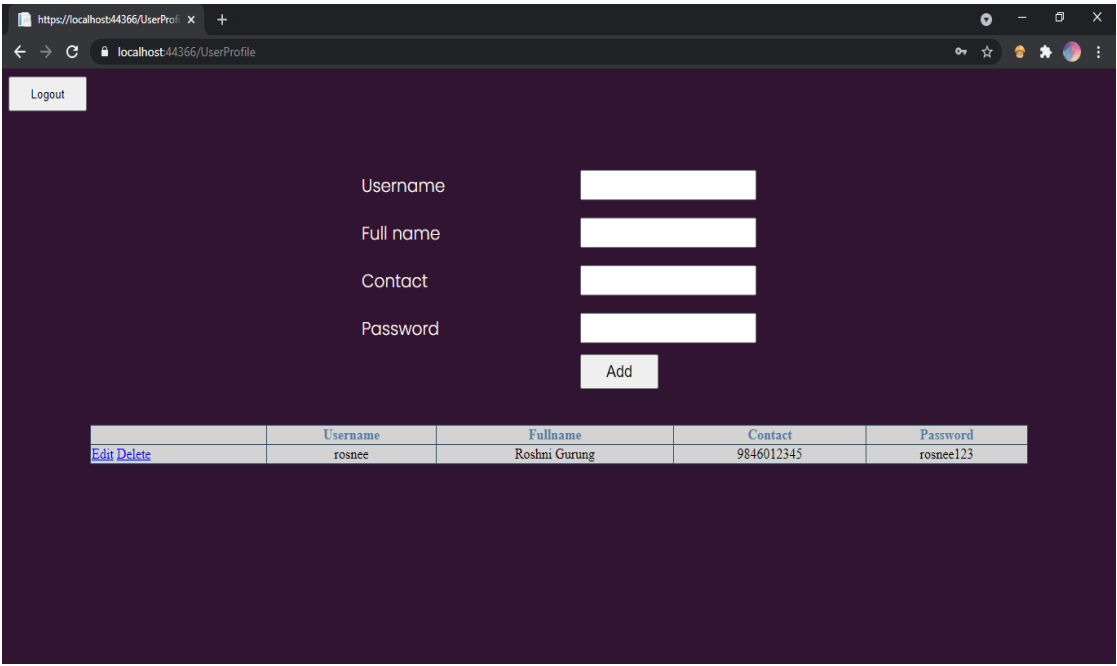 https://localhost:44366/UserProfi
localhost:44366/UserProfile
Logout
Username
Full name
Contact
Password
Add
Username Fullname Contact Password
Edit Delete rosnee Roshni Gurung 9846012345 rosnee123